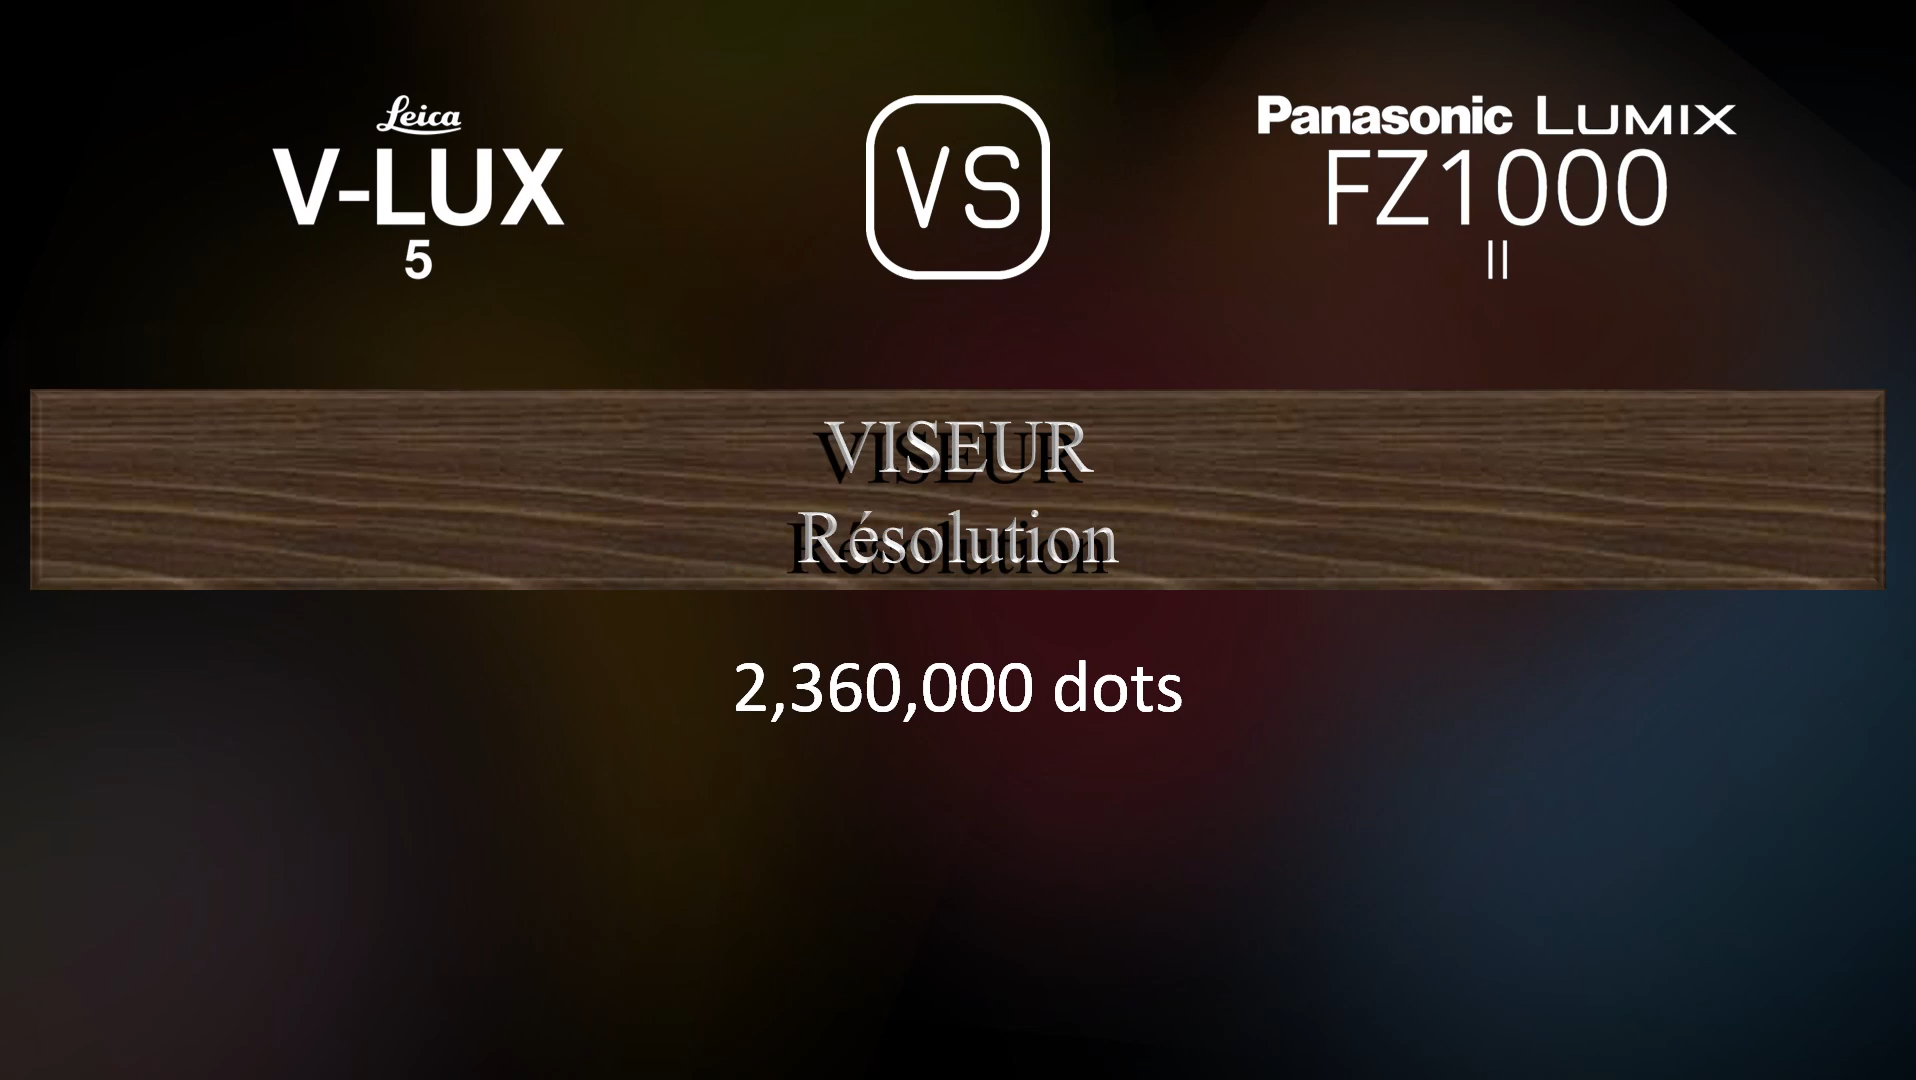 Leica
V-LUX
5
VS
Panasonic LUMIX
FZ1000
II
VISEUR
Résolution
2,360,000 dots